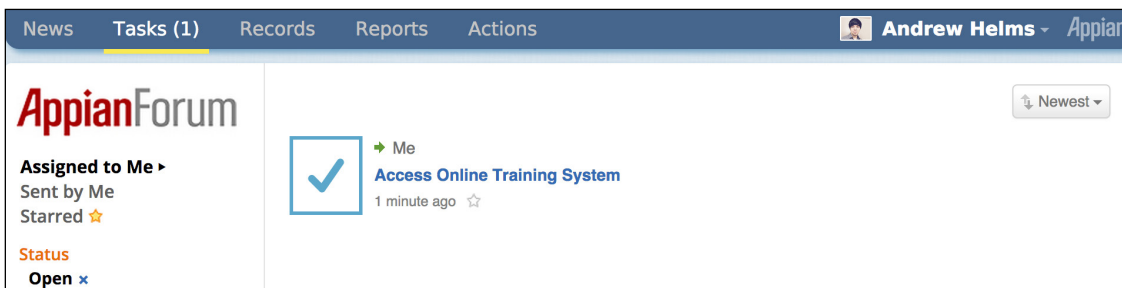 News Tasks (1) Records Reports Actions Andrew Helms Appian
AppianForum
Newest
Me
Assigned to Me
Access Online Training System
Sent by Me
1 minute ago
Starred
Status
Open x